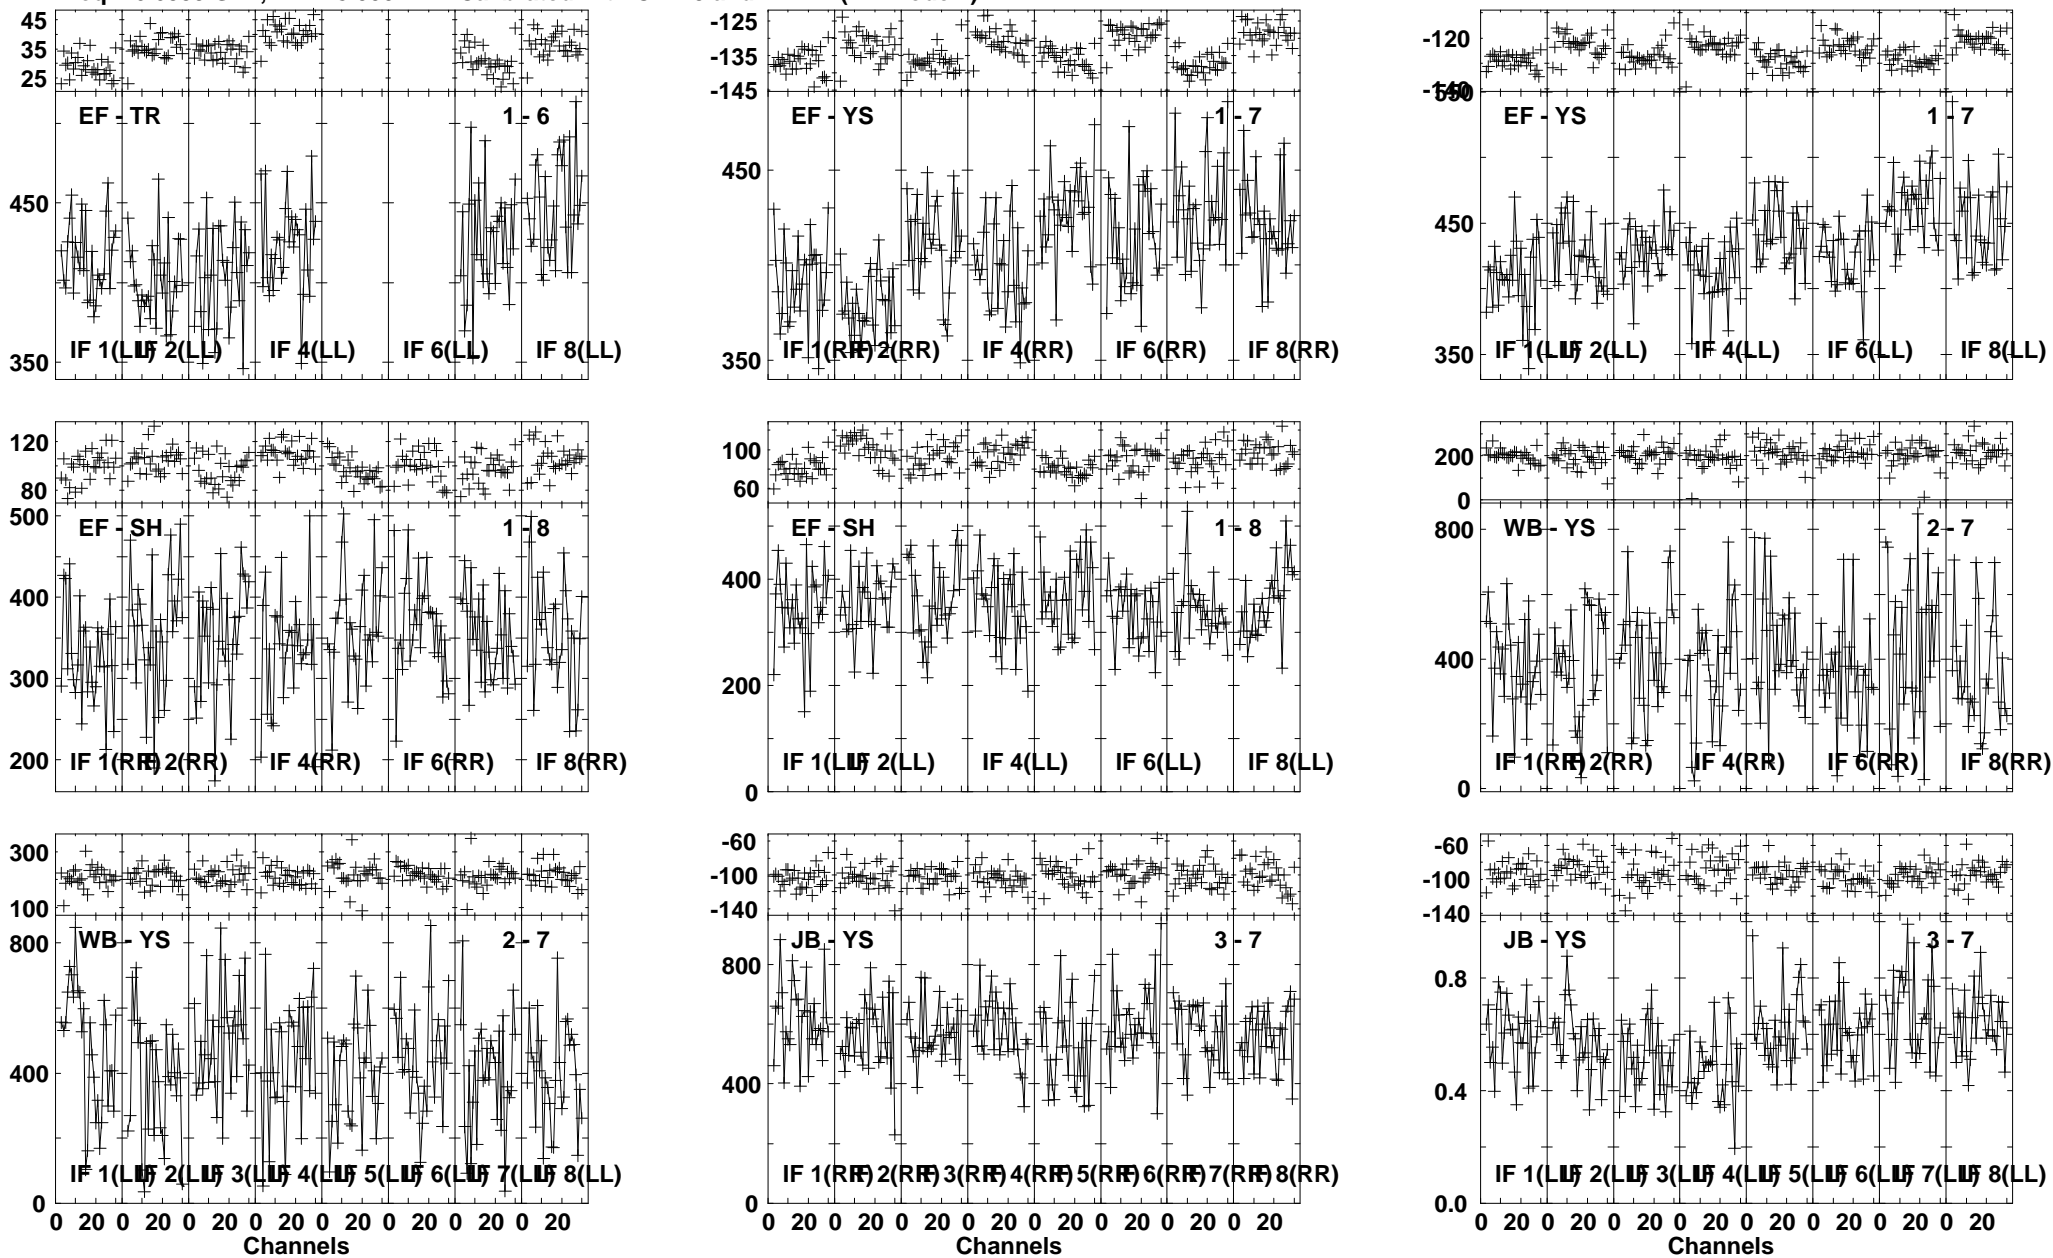 45
35
25
EF - TR
1 - 6
450
350
IF 1(LL) IF 2(LL) IF 4(LL) IF 6(LL) IF 8(LL)
-125
-135
-145
EF - YS
1 - 7
450
350
IF 1(RR) IF 2(RR) IF 4(RR) IF 6(RR) IF 8(RR)
-120
-140
550
EF - YS
1 - 7
450
350
IF 1(LL) IF 2(LL) IF 4(LL) IF 6(LL) IF 8(LL)
120
80
500
EF - SH
1 - 8
400
300
200
IF 1(RR) IF 2(RR) IF 4(RR) IF 6(RR) IF 8(RR)
100
60
EF - SH
1 - 8
400
200
0
IF 1(LL) IF 2(LL) IF 4(LL) IF 6(LL) IF 8(LL)
200
0
800
WB - YS
2 - 7
400
0
IF 1(RR) IF 2(RR) IF 4(RR) IF 6(RR) IF 8(RR)
300
100
800
WB - YS
2 - 7
400
0
IF 1(LL) IF 2(LL) IF 3(LL) IF 4(LL) IF 5(LL) IF 6(LL) IF 7(LL) IF 8(LL)
0 20 0 20 0 20 0 20 0 20 0 20 0 20 0 20
Channels
-60
-100
-140
JB - YS
3 - 7
800
400
0
IF 1(RR) IF 2(RR) IF 3(RR) IF 4(RR) IF 5(RR) IF 6(RR) IF 7(RR) IF 8(RR)
0 20 0 20 0 20 0 20 0 20 0 20 0 20 0 20
Channels
-60
-100
-140
JB - YS
3 - 7
0.8
0.4
0.0
IF 1(LL) IF 2(LL) IF 3(LL) IF 4(LL) IF 5(LL) IF 6(LL) IF 7(LL) IF 8(LL)
0 20 0 20 0 20 0 20 0 20 0 20 0 20 0 20
Channels